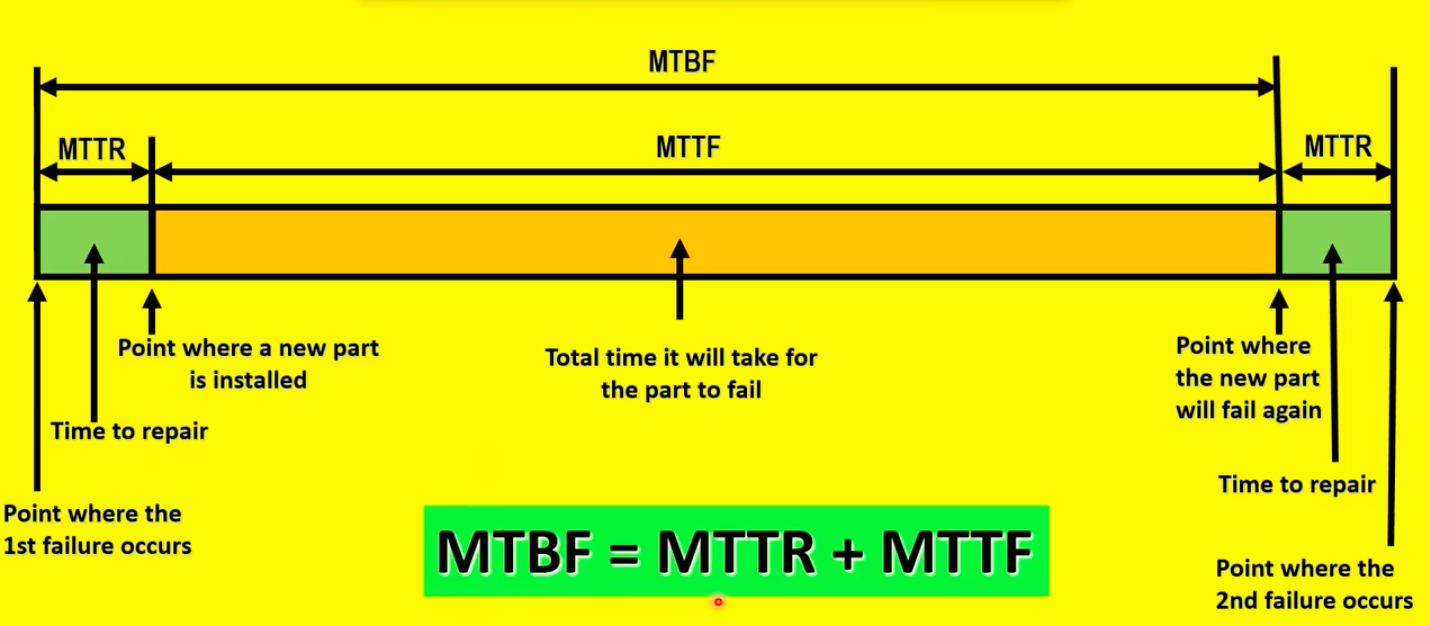 MTBF
MTTR
MTTF
MTTR
Point where a new part
is installed
Total time it will take for
the part to fail
Point where
the new part
will fail again
Time to repair
Time to repair
Point where the
1st failure occurs
MTBF = MTTR + MTTF
Point where the
2nd failure occurs